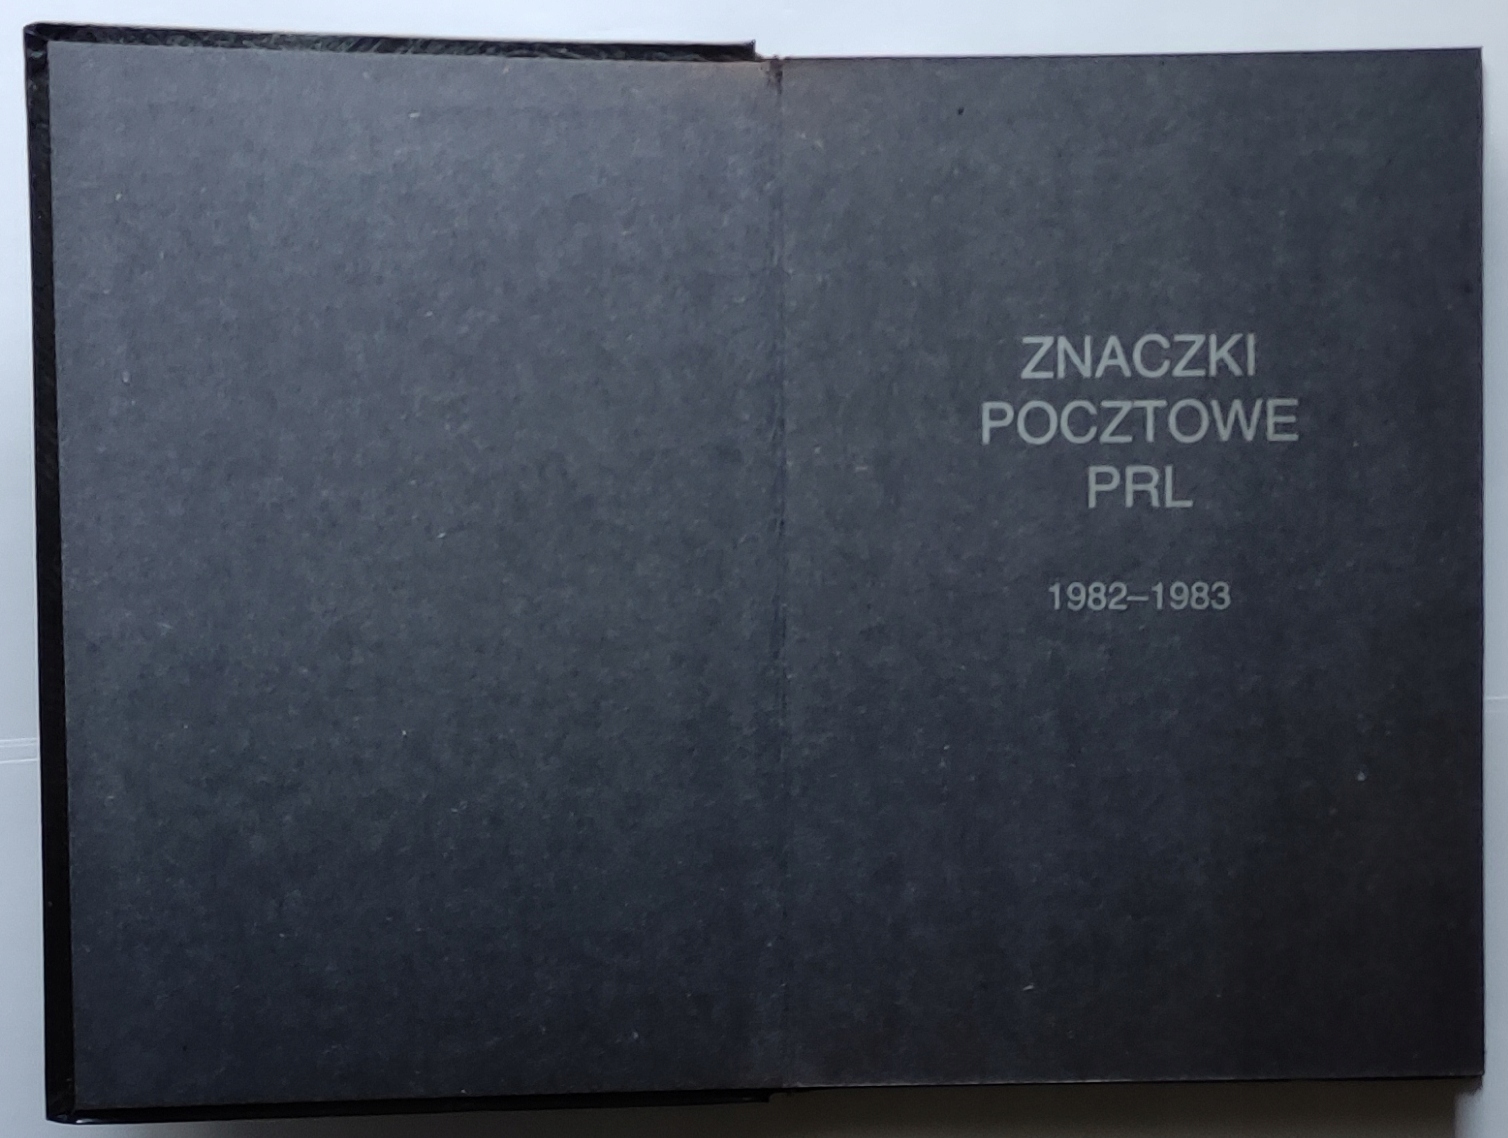 ZNACZKI
POCZTOWE
PRL
1982–1983